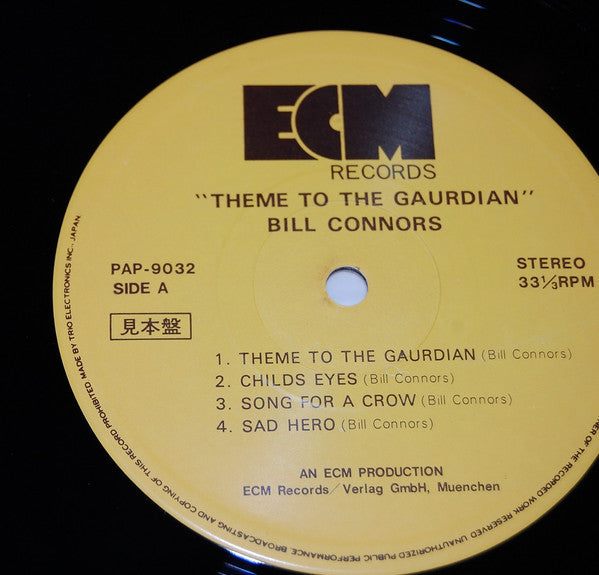 ECM
RECORDS
"THEME TO THE GAURDIAN"
BILL CONNORS
PAP-9032
SIDE A
STEREO
33⅓RPM
見本盤
1. THEME TO THE GAURDIAN (Bill Connors)
2. CHILDS EYES (Bill Connors)
3. SONG FOR A CROW (Bill Connors)
4. SAD HERO (Bill Connors)
AN ECM PRODUCTION
ECM Records/Verlag GmbH, Muenchen
OF THE RECORDED WORK RESERVED UNAUTHORIZED PUBLIC PERFORMANCE BROADCASTING AND COPYING OF THIS RECORD PROHIBITED MADE BY TRIO ELECTRONICS INC., JAPAN.